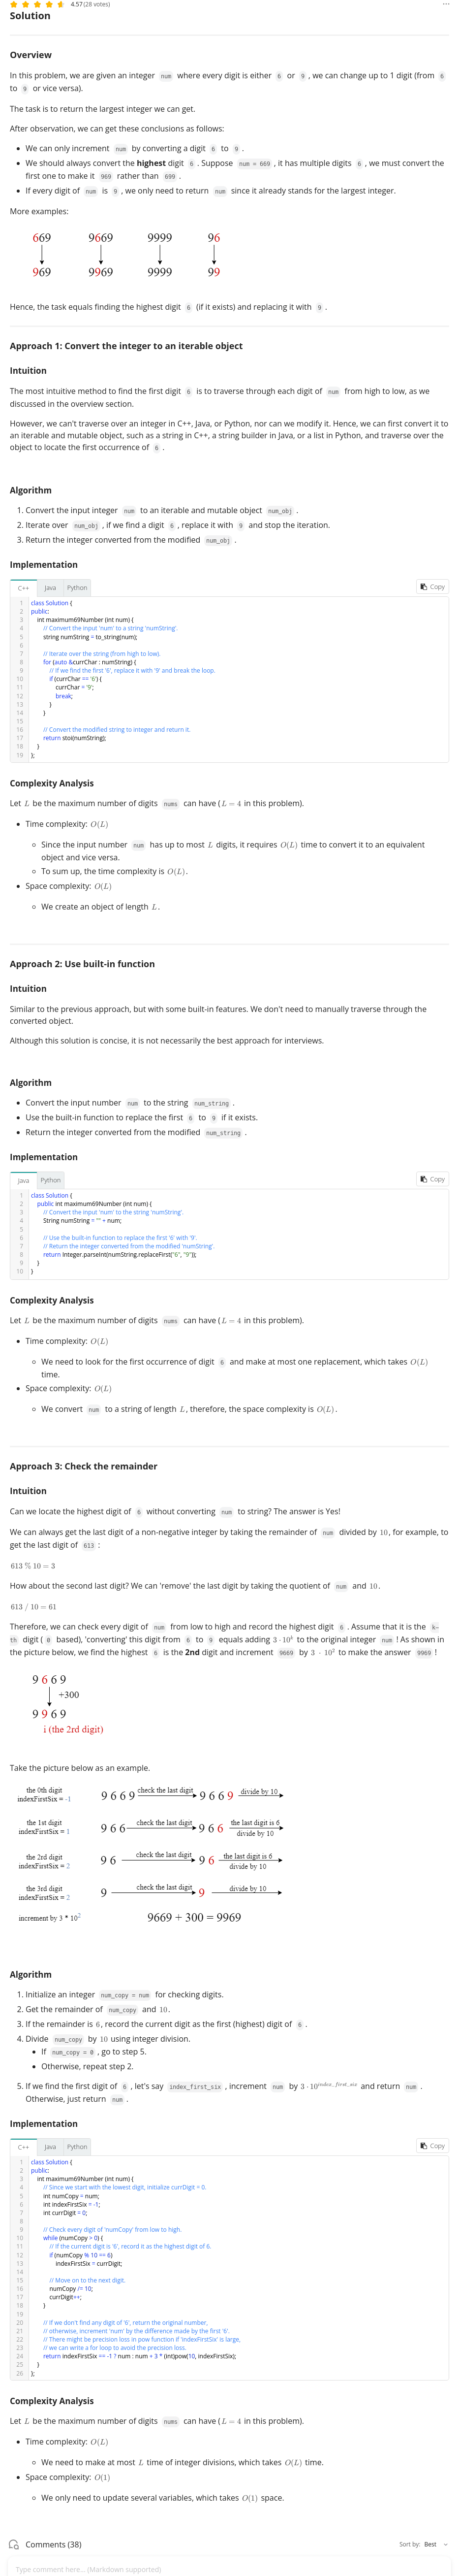 4.57 (28 votes)
Solution
Overview
In this problem, we are given an integer num where every digit is either 6 or 9 , we can change up to 1 digit (from 6
to 9 or vice versa).
The task is to return the largest integer we can get.
After observation, we can get these conclusions as follows:
• We can only increment num by converting a digit 6 to 9 .
• We should always convert the highest digit 6 . Suppose num = 669 , it has multiple digits 6 , we must convert the
first one to make it 969 rather than 699 .
• If every digit of num is 9 , we only need to return num since it already stands for the largest integer.
More examples:
669 9669 9999 96
969 9969 9999 99
Hence, the task equals finding the highest digit 6 (if it exists) and replacing it with 9 .
Approach 1: Convert the integer to an iterable object
Intuition
The most intuitive method to find the first digit 6 is to traverse through each digit of num from high to low, as we
discussed in the overview section.
However, we can't traverse over an integer in C++, Java, or Python, nor can we modify it. Hence, we can first convert it to
an iterable and mutable object, such as a string in C++, a string builder in Java, or a list in Python, and traverse over the
object to locate the first occurrence of 6 .
Algorithm
1. Convert the input integer num to an iterable and mutable object num_obj .
2. Iterate over num_obj , if we find a digit 6 , replace it with 9 and stop the iteration.
3. Return the integer converted from the modified num_obj .
Implementation
C++ Java Python Copy
1 class Solution {
2 public:
3 int maximum69Number (int num) {
4 // Convert the input 'num' to a string 'numString'.
5 string numString = to_string(num);
6
7 // Iterate over the string (from high to low).
8 for (auto &currChar : numString) {
9 // If we find the first '6', replace it with '9' and break the loop.
10 if (currChar == '6') {
11 currChar = '9';
12 break;
13 }
14 }
15
16 // Convert the modified string to integer and return it.
17 return stoi(numString);
18 }
19 };
Complexity Analysis
Let L be the maximum number of digits nums can have (L = 4 in this problem).
• Time complexity: O(L)
○ Since the input number num has up to most L digits, it requires O(L) time to convert it to an equivalent
object and vice versa.
○ To sum up, the time complexity is O(L).
• Space complexity: O(L)
○ We create an object of length L.
Approach 2: Use built-in function
Intuition
Similar to the previous approach, but with some built-in features. We don't need to manually traverse through the
converted object.
Although this solution is concise, it is not necessarily the best approach for interviews.
Algorithm
• Convert the input number num to the string num_string .
• Use the built-in function to replace the first 6 to 9 if it exists.
• Return the integer converted from the modified num_string .
Implementation
Java Python Copy
1 class Solution {
2 public int maximum69Number (int num) {
3 // Convert the input 'num' to the string 'numString'.
4 String numString = "" + num;
5
6 // Use the built-in function to replace the first '6' with '9'.
7 // Return the integer converted from the modified 'numString'.
8 return Integer.parseInt(numString.replaceFirst("6", "9"));
9 }
10 }
Complexity Analysis
Let L be the maximum number of digits nums can have (L = 4 in this problem).
• Time complexity: O(L)
○ We need to look for the first occurrence of digit 6 and make at most one replacement, which takes O(L)
time.
• Space complexity: O(L)
○ We convert num to a string of length L, therefore, the space complexity is O(L).
Approach 3: Check the remainder
Intuition
Can we locate the highest digit of 6 without converting num to string? The answer is Yes!
We can always get the last digit of a non-negative integer by taking the remainder of num divided by 10, for example, to
get the last digit of 613 :
613 % 10 = 3
How about the second last digit? We can 'remove' the last digit by taking the quotient of num and 10.
613 / 10 = 61
Therefore, we can check every digit of num from low to high and record the highest digit 6 . Assume that it is the k-
th digit ( 0 based), 'converting' this digit from 6 to 9 equals adding 3 · 10^k to the original integer num ! As shown in
the picture below, we find the highest 6 is the 2nd digit and increment 9669 by 3 · 10^2 to make the answer 9969 !
9 6 6 9
+300
9 9 6 9
i (the 2rd digit)
Take the picture below as an example.
the 0th digit
indexFirstSix = -1
9 6 6 9 check the last digit 9 6 6 9 divide by 10
the 1st digit
indexFirstSix = 1
9 6 6 check the last digit 9 6 6 the last digit is 6
divide by 10
the 2rd digit
indexFirstSix = 2
9 6 check the last digit 9 6 the last digit is 6
divide by 10
the 3rd digit
indexFirstSix = 2
9 check the last digit 9 divide by 10
increment by 3 * 10^2 9669 + 300 = 9969
Algorithm
1. Initialize an integer num_copy = num for checking digits.
2. Get the remainder of num_copy and 10.
3. If the remainder is 6, record the current digit as the first (highest) digit of 6 .
4. Divide num_copy by 10 using integer division.
• If num_copy = 0 , go to step 5.
• Otherwise, repeat step 2.
5. If we find the first digit of 6 , let's say index_first_six , increment num by 3 · 10^index_first_six and return num .
Otherwise, just return num .
Implementation
C++ Java Python Copy
1 class Solution {
2 public:
3 int maximum69Number (int num) {
4 // Since we start with the lowest digit, initialize currDigit = 0.
5 int numCopy = num;
6 int indexFirstSix = -1;
7 int currDigit = 0;
8
9 // Check every digit of 'numCopy' from low to high.
10 while (numCopy > 0) {
11 // If the current digit is '6', record it as the highest digit of 6.
12 if (numCopy % 10 == 6)
13 indexFirstSix = currDigit;
14
15 // Move on to the next digit.
16 numCopy /= 10;
17 currDigit++;
18 }
19
20 // If we don't find any digit of '6', return the original number,
21 // otherwise, increment 'num' by the difference made by the first '6'.
22 // There might be precision loss in pow function if 'indexFirstSix' is large,
23 // we can write a for loop to avoid the precision loss.
24 return indexFirstSix == -1 ? num : num + 3 * (int)pow(10, indexFirstSix);
25 }
26 };
Complexity Analysis
Let L be the maximum number of digits nums can have (L = 4 in this problem).
• Time complexity: O(L)
○ We need to make at most L time of integer divisions, which takes O(L) time.
• Space complexity: O(1)
○ We only need to update several variables, which takes O(1) space.
Comments (38) Sort by: Best
Type comment here... (Markdown supported)